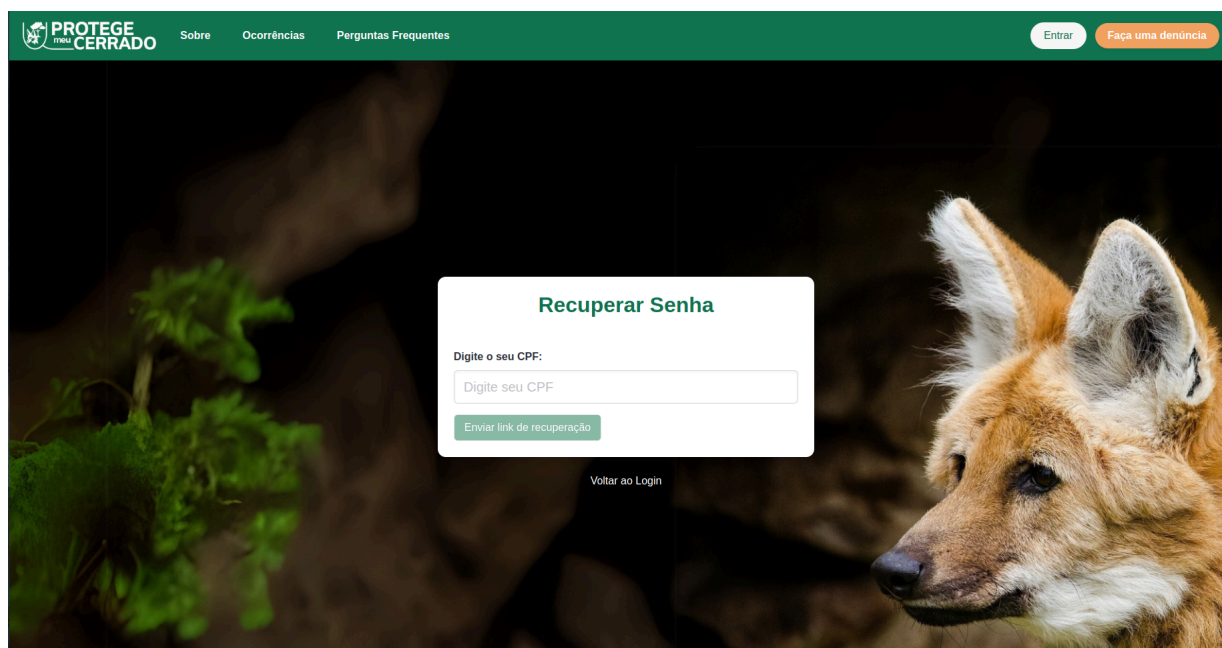 PROTEGE
meu CERRADO
Sobre
Ocorrências
Perguntas Frequentes
Entrar
Faça uma denúncia
Recuperar Senha
Digite o seu CPF:
Digite seu CPF
Enviar link de recuperação
Voltar ao Login